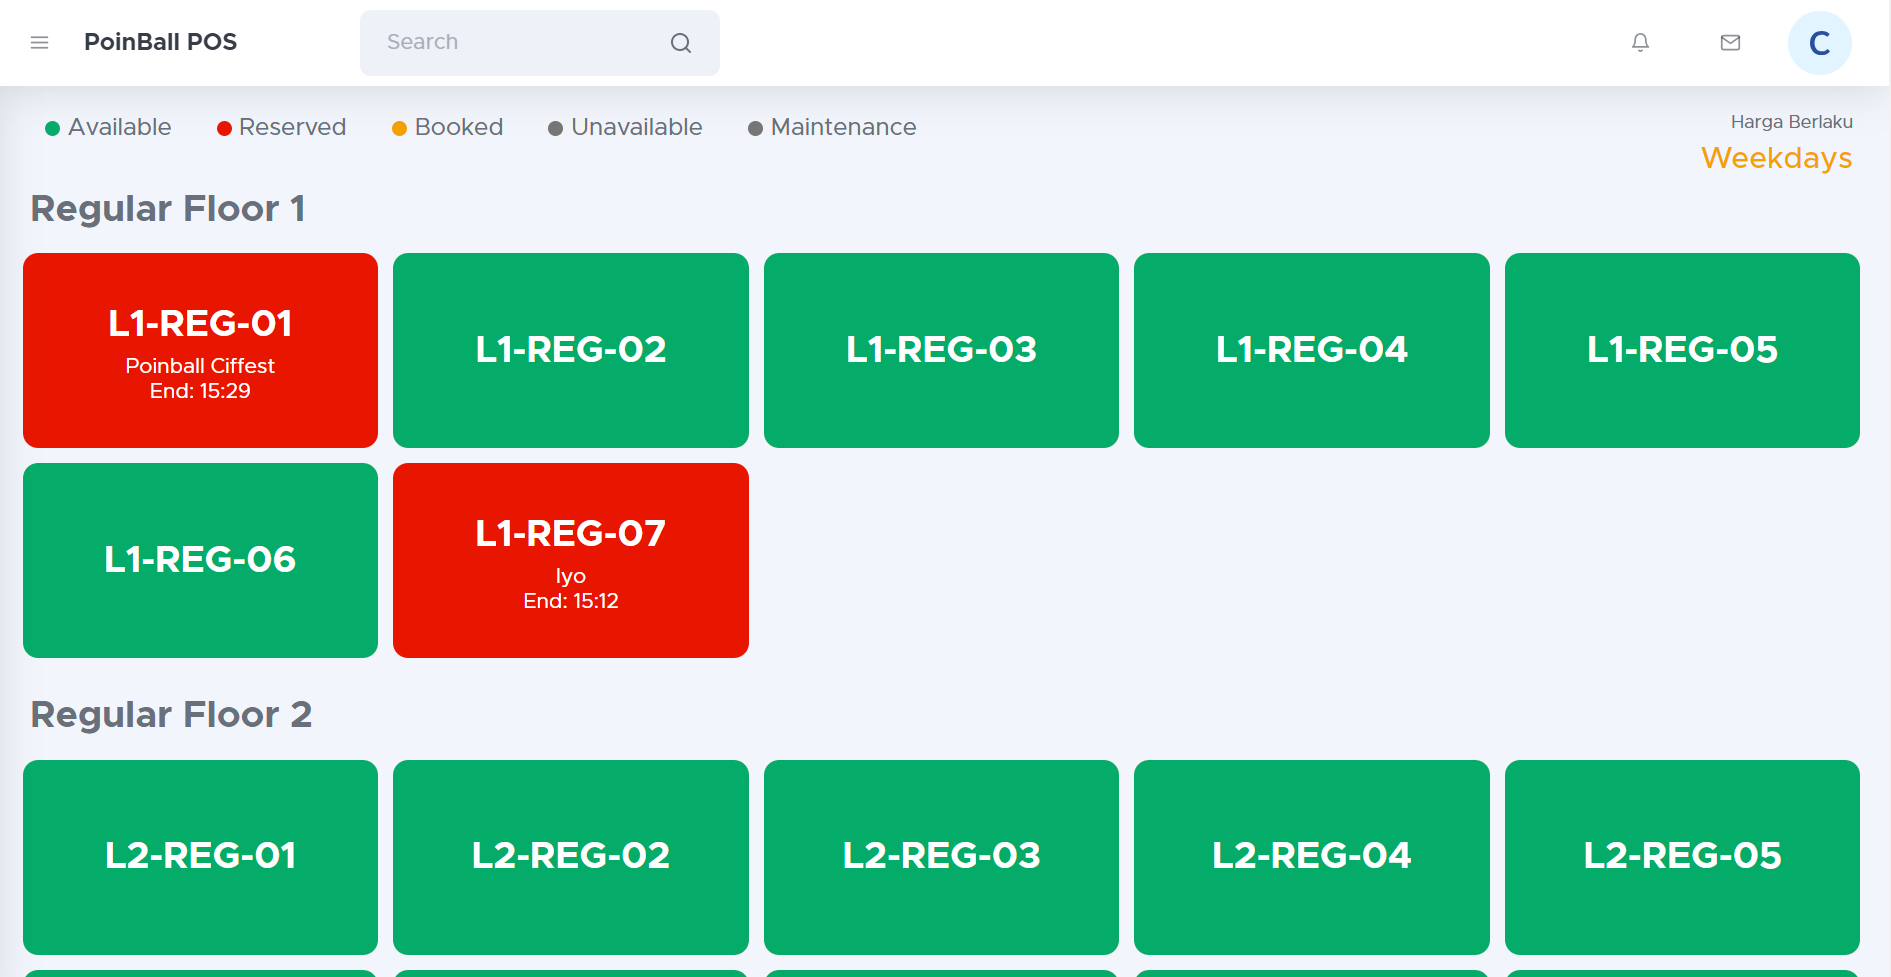 PoinBall POS
Search
C
Available
Reserved
Booked
Unavailable
Maintenance
Harga Berlaku
Weekdays
Regular Floor 1
L1-REG-01
Poinball Ciffest
End: 15:29
L1-REG-02
L1-REG-03
L1-REG-04
L1-REG-05
L1-REG-06
L1-REG-07
Iyo
End: 15:12
Regular Floor 2
L2-REG-01
L2-REG-02
L2-REG-03
L2-REG-04
L2-REG-05